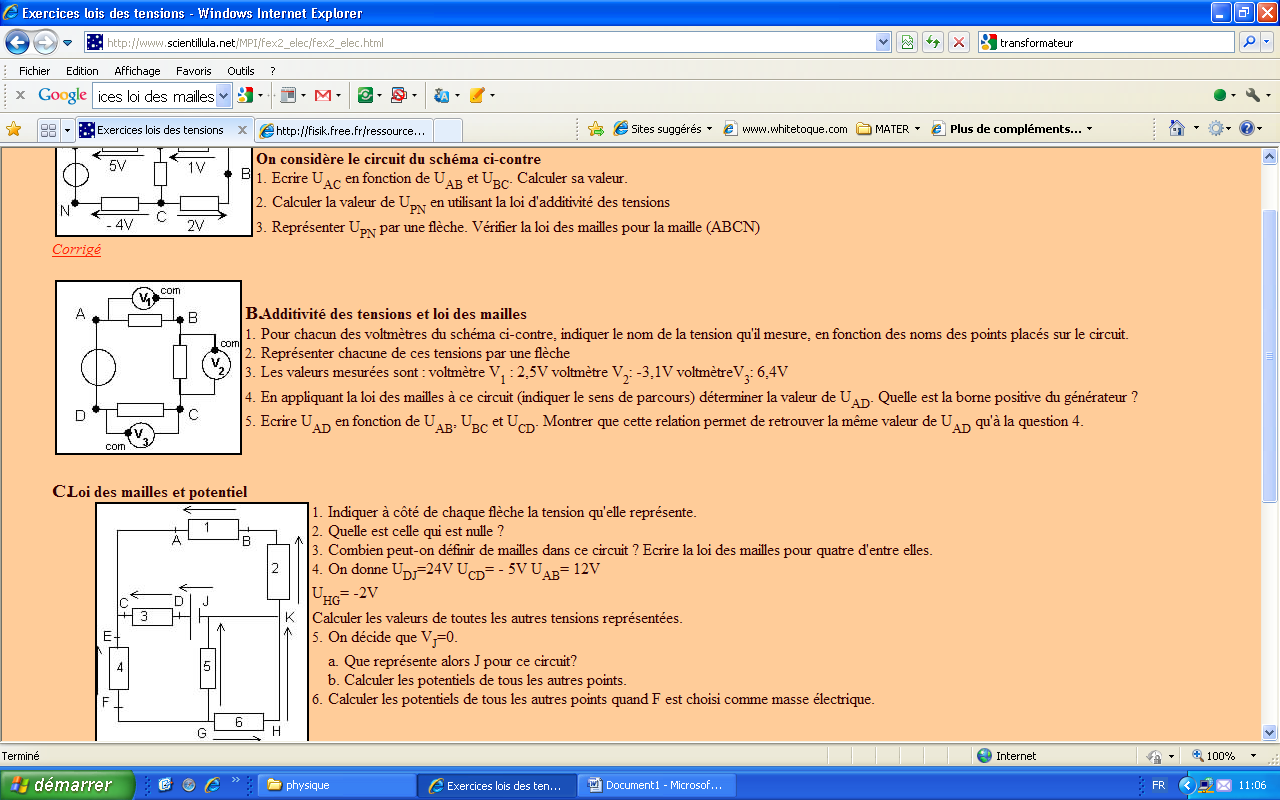 Exercices lois des tensions - Windows Internet Explorer
http://www.scientillula.net/MPI/fex2_elec/fex2_elec.html
transformateur
Fichier Edition Affichage Favoris Outils ?
x Google ices loi des mailles
Exercices lois des tensions
http://fisik.free.fr/ressource...
Sites suggérés
www.whitetoque.com
MATER
Plus de compléments...
5V
1V
B
N
- 4V
C
2V
On considère le circuit du schéma ci-contre
1. Ecrire UAC en fonction de UAB et UBC. Calculer sa valeur.
2. Calculer la valeur de UPN en utilisant la loi d'additivité des tensions
3. Représenter UPN par une flèche. Vérifier la loi des mailles pour la maille (ABCN)
Corrigé
V1 com
A
B
com
V2
D
C
com
V3
B.Additivité des tensions et loi des mailles
1. Pour chacun des voltmètres du schéma ci-contre, indiquer le nom de la tension qu'il mesure, en fonction des noms des points placés sur le circuit.
2. Représenter chacune de ces tensions par une flèche
3. Les valeurs mesurées sont : voltmètre V1 : 2,5V voltmètre V2: -3,1V voltmètreV3: 6,4V
4. En appliquant la loi des mailles à ce circuit (indiquer le sens de parcours) déterminer la valeur de UAD. Quelle est la borne positive du générateur ?
5. Ecrire UAD en fonction de UAB, UBC et UCD. Montrer que cette relation permet de retrouver la même valeur de UAD qu'à la question 4.
C.Loi des mailles et potentiel
1
A
B
2
C
D
J
3
K
E
4
5
F
6
G
H
1. Indiquer à côté de chaque flèche la tension qu'elle représente.
2. Quelle est celle qui est nulle ?
3. Combien peut-on définir de mailles dans ce circuit ? Ecrire la loi des mailles pour quatre d'entre elles.
4. On donne UDJ=24V UCD= - 5V UAB= 12V
UHG= -2V
Calculer les valeurs de toutes les autres tensions représentées.
5. On décide que VJ=0.
a. Que représente alors J pour ce circuit?
b. Calculer les potentiels de tous les autres points.
6. Calculer les potentiels de tous les autres points quand F est choisi comme masse électrique.
Terminé
Internet
100%
démarrer
physique
Exercices lois des ten...
Document1 - Microsof...
FR
11:06